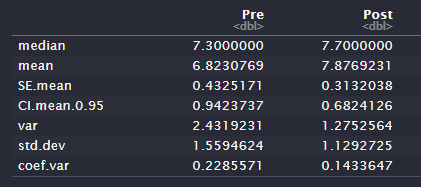 Pre Post
<dbl> <dbl>
median 7.3000000 7.7000000
mean 6.8230769 7.8769231
SE.mean 0.4325171 0.3132038
CI.mean.0.95 0.9423737 0.6824126
var 2.4319231 1.2752564
std.dev 1.5594624 1.1292725
coef.var 0.2285571 0.1433647